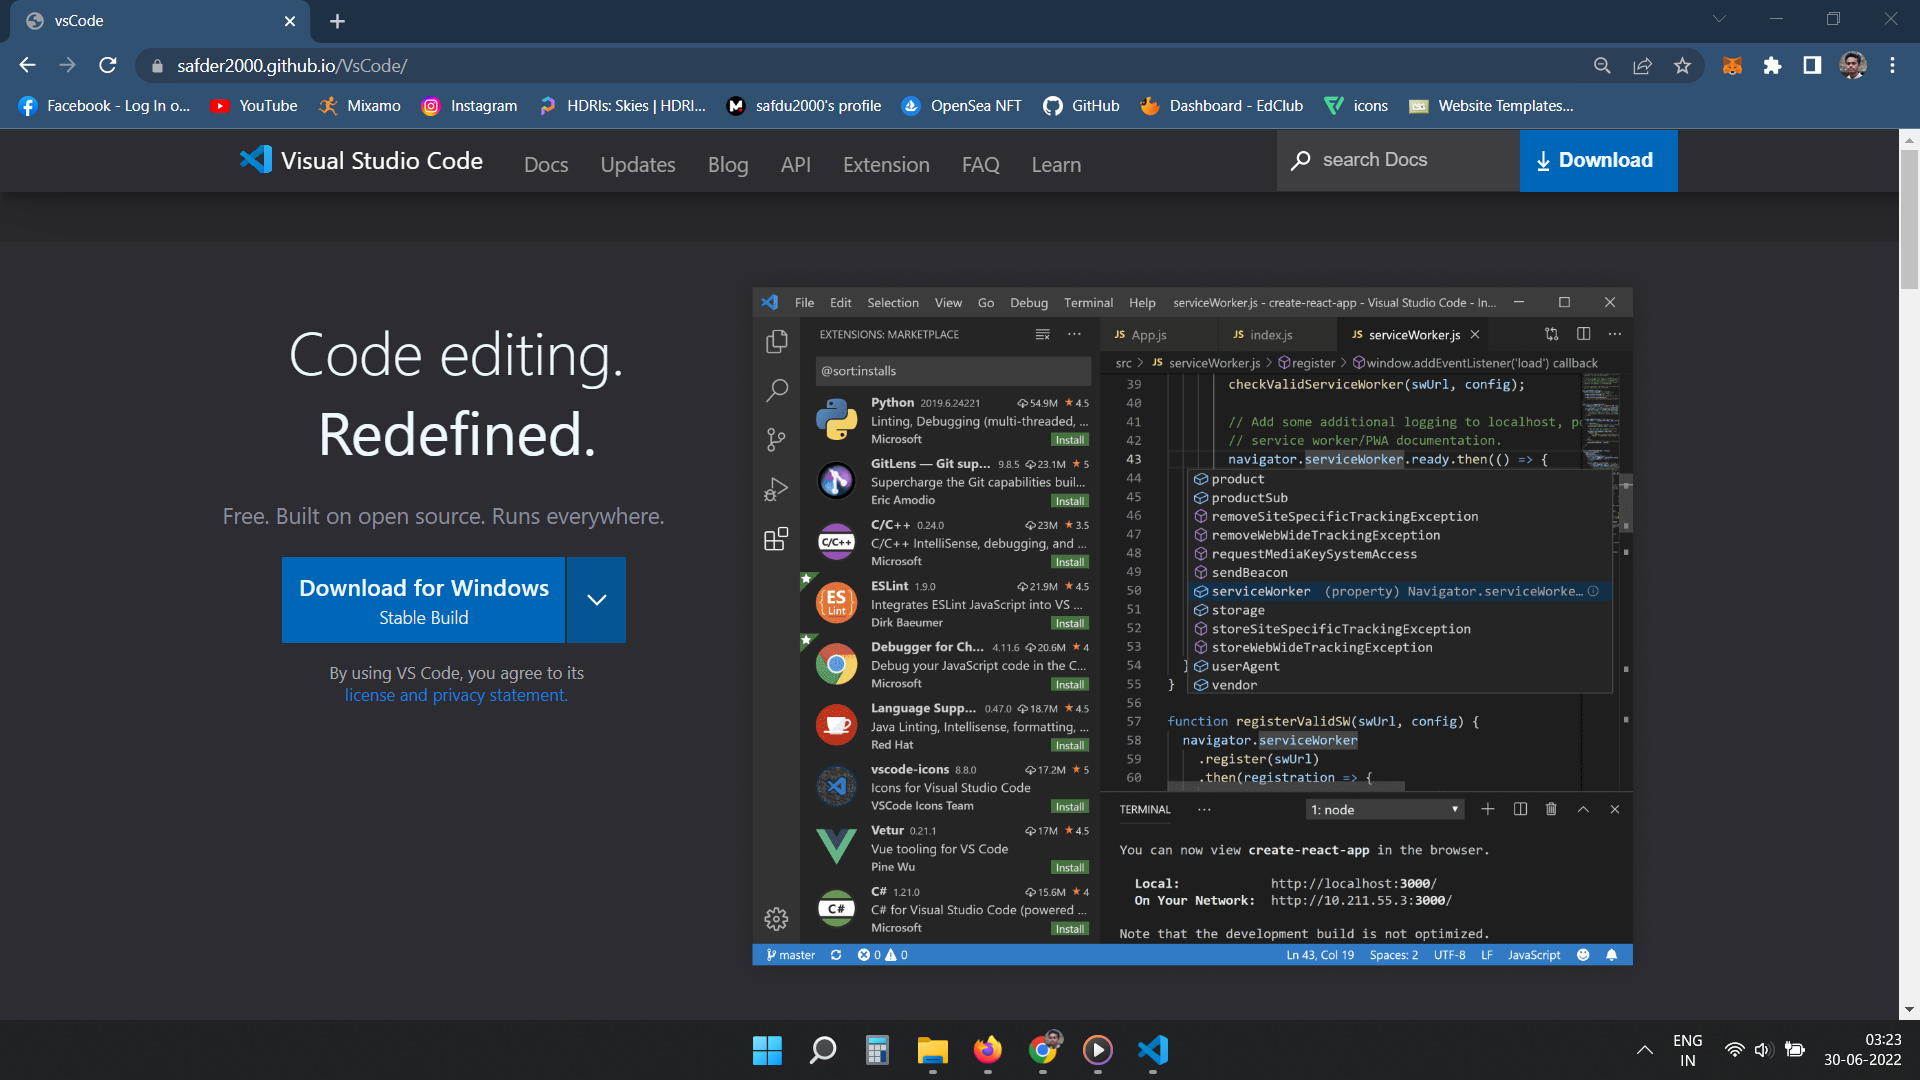 vsCode
safder2000.github.io/VsCode/
Facebook - Log In o...
YouTube
Mixamo
Instagram
HDRIs: Skies | HDRI...
safdu2000's profile
OpenSea NFT
GitHub
Dashboard - EdClub
icons
Website Templates...
Visual Studio Code
Docs
Updates
Blog
API
Extension
FAQ
Learn
search Docs
Download
Code editing.
Redefined.
Free. Built on open source. Runs everywhere.
Download for Windows
Stable Build
By using VS Code, you agree to its
license and privacy statement.
File Edit Selection View Go Debug Terminal Help serviceWorker.js - create-react-app - Visual Studio Code - In...
EXTENSIONS: MARKETPLACE
@sort:installs
Python 2019.6.24221 54.9M 4.5
Linting, Debugging (multi-threaded, ...
Microsoft Install
GitLens — Git sup... 9.8.5 23.1M 5
Supercharge the Git capabilities buil...
Eric Amodio Install
C/C++
C/C++ 0.24.0 23M 3.5
C/C++ IntelliSense, debugging, and ...
Microsoft Install
ES
Lint
ESLint 1.9.0 21.9M 4.5
Integrates ESLint JavaScript into VS ...
Dirk Baeumer Install
Debugger for Ch... 4.11.6 20.6M 4
Debug your JavaScript code in the C...
Microsoft Install
Language Supp... 0.47.0 18.7M 4.5
Java Linting, Intellisense, formatting, ...
Red Hat Install
vscode-icons 8.8.0 17.2M 5
Icons for Visual Studio Code
VSCode Icons Team Install
Vetur 0.21.1 17M 4.5
Vue tooling for VS Code
Pine Wu Install
C#
C# 1.21.0 15.6M 4
C# for Visual Studio Code (powered ...
Microsoft Install
JS App.js
JS index.js
JS serviceWorker.js
src > JS serviceWorker.js > register > window.addEventListener('load') callback
39 checkValidServiceWorker(swUrl, config);
40
41 // Add some additional logging to localhost, po
42 // service worker/PWA documentation.
43 navigator.serviceWorker.ready.then(() => {
44 product
45 productSub
46 removeSiteSpecificTrackingException
47 removeWebWideTrackingException
48 requestMediaKeySystemAccess
49 sendBeacon
50 serviceWorker (property) Navigator.serviceWorke...
51 storage
52 storeSiteSpecificTrackingException
53 storeWebWideTrackingException
54 } userAgent
55 } vendor
56
57 function registerValidSW(swUrl, config) {
58 navigator.serviceWorker
59 .register(swUrl)
60 .then(registration => {
TERMINAL ... 1: node
You can now view create-react-app in the browser.
Local: http://localhost:3000/
On Your Network: http://10.211.55.3:3000/
Note that the development build is not optimized.
master 0 0 Ln 43, Col 19 Spaces: 2 UTF-8 LF JavaScript
ENG
IN
03:23
30-06-2022